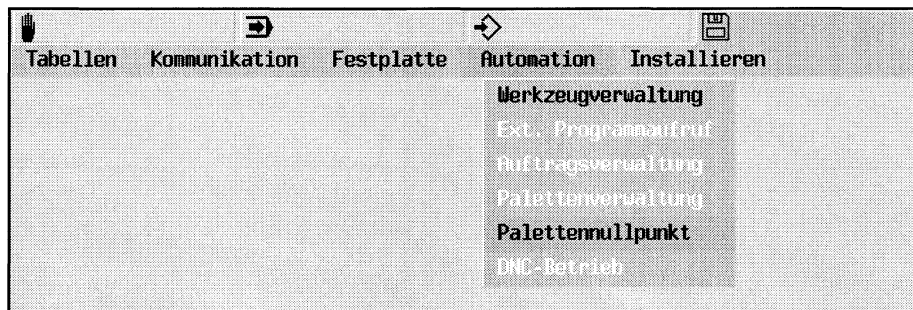 Tabellen Kommunikation Festplatte Automation Installieren
Werkzeugverwaltung
Ext. Programmaufruf
Auftragsverwaltung
Palettenverwaltung
Palettennullpunkt
DNC-Betrieb